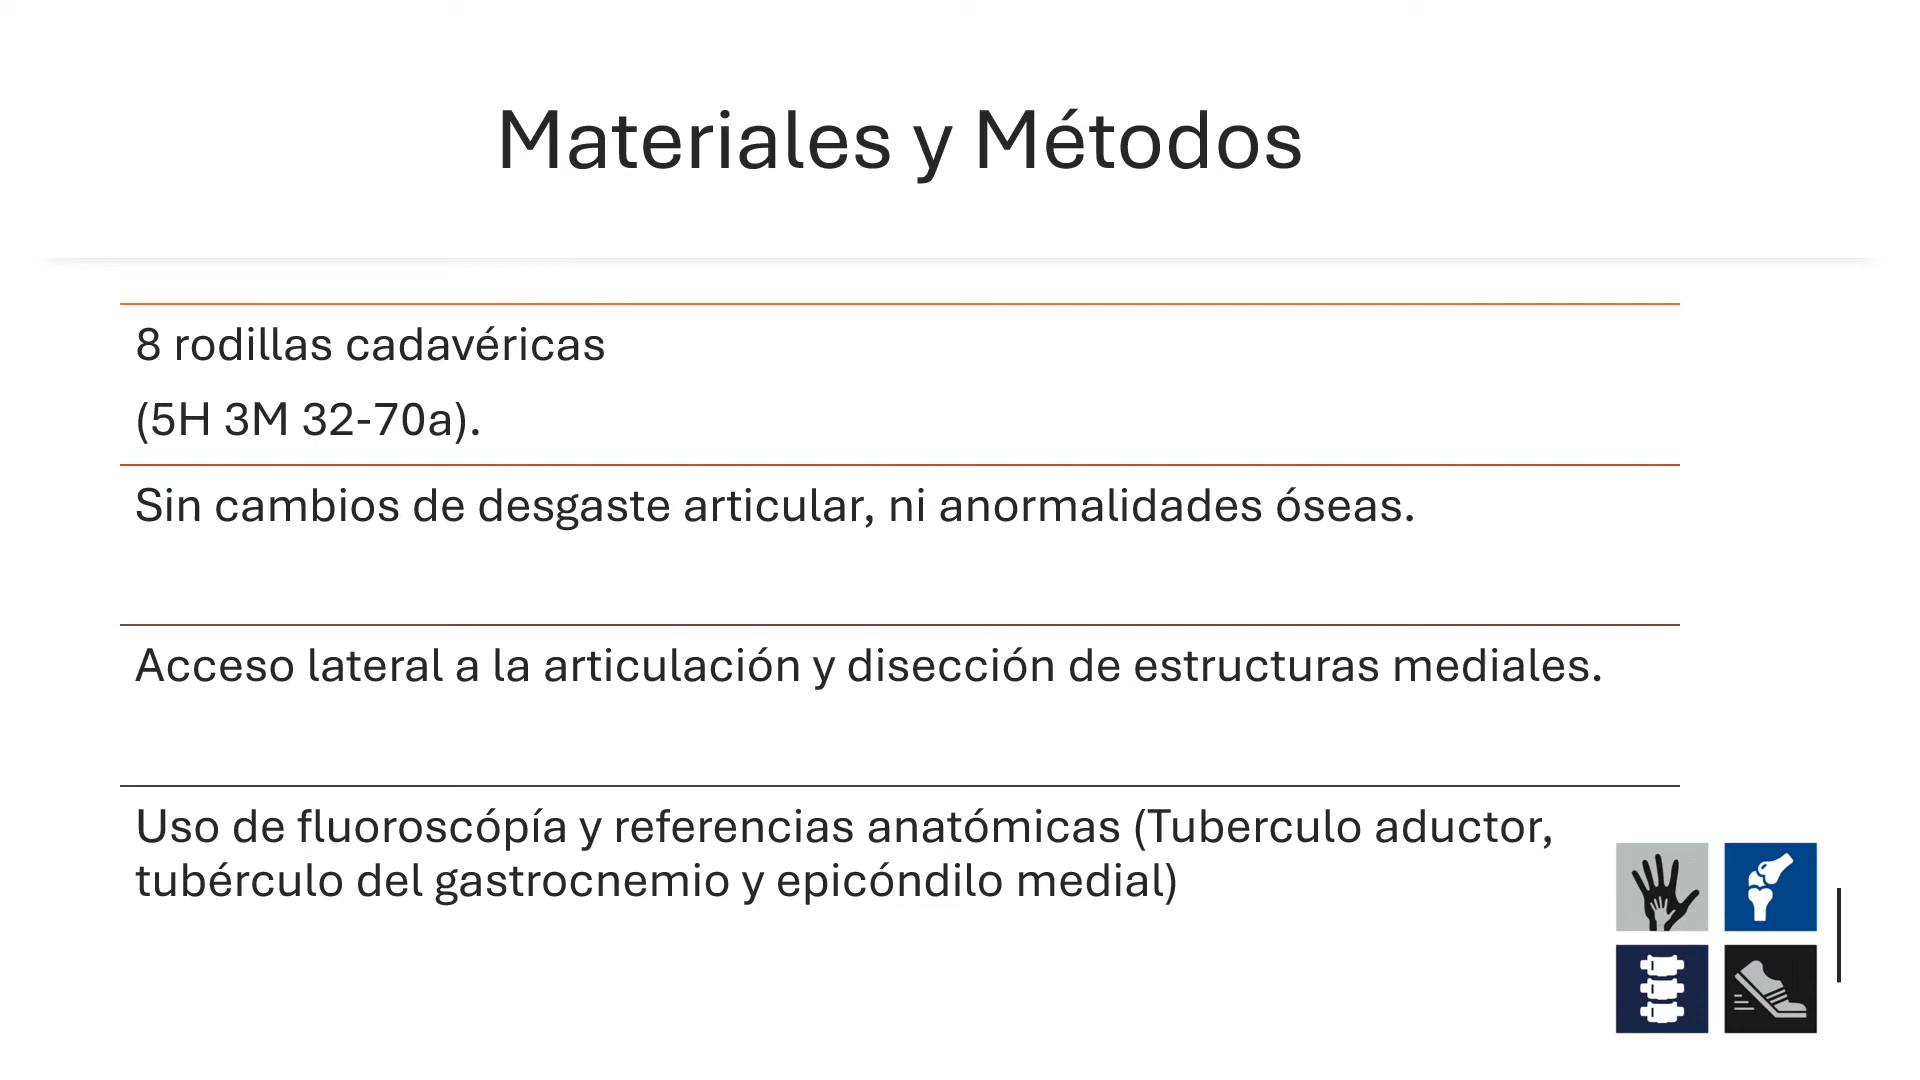 Materiales y Métodos
8 rodillas cadavéricas
(5H 3M 32-70a).
Sin cambios de desgaste articular, ni anormalidades óseas.
Acceso lateral a la articulación y disección de estructuras mediales.
Uso de fluoroscópía y referencias anatómicas (Tuberculo aductor,
tubérculo del gastrocnemio y epicóndilo medial)